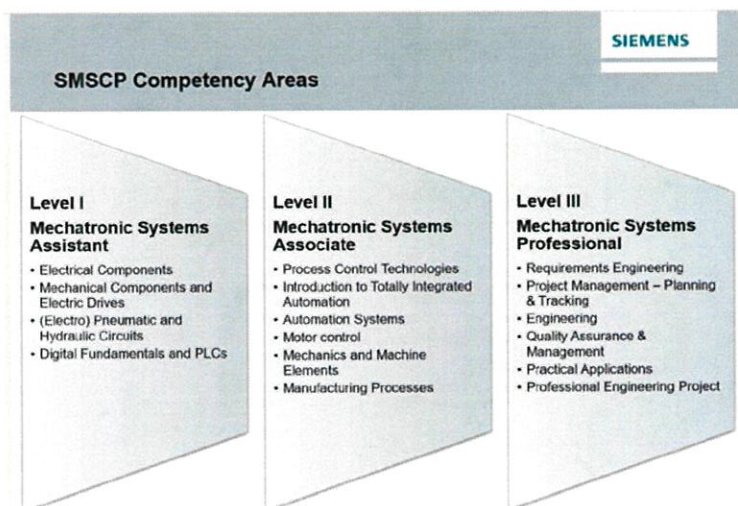 SIEMENS
SMSCP Competency Areas
Level I
Mechatronic Systems
Assistant
• Electrical Components
• Mechanical Components and
Electric Drives
• (Electro) Pneumatic and
Hydraulic Circuits
• Digital Fundamentals and PLCs
Level II
Mechatronic Systems
Associate
• Process Control Technologies
• Introduction to Totally Integrated
Automation
• Automation Systems
• Motor control
• Mechanics and Machine
Elements
• Manufacturing Processes
Level III
Mechatronic Systems
Professional
• Requirements Engineering
• Project Management – Planning
& Tracking
• Engineering
• Quality Assurance &
Management
• Practical Applications
• Professional Engineering Project